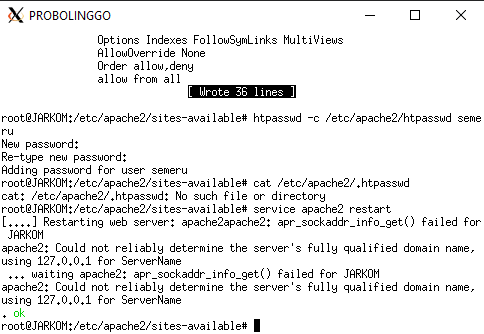 PROBOLINGGO
Options Indexes FollowSymLinks MultiViews
AllowOverride None
Order allow,deny
allow from all
[ Wrote 36 lines ]
root@JARKOM:/etc/apache2/sites-available# htpasswd -c /etc/apache2/htpasswd seme
ru
New password:
Re-type new password:
Adding password for user semeru
root@JARKOM:/etc/apache2/sites-available# cat /etc/apache2/.htpasswd
cat: /etc/apache2/.htpasswd: No such file or directory
root@JARKOM:/etc/apache2/sites-available# service apache2 restart
[....] Restarting web server: apache2apache2: apr_sockaddr_info_get() failed for
 JARKOM
apache2: Could not reliably determine the server's fully qualified domain name,
using 127.0.0.1 for ServerName
 ... waiting apache2: apr_sockaddr_info_get() failed for JARKOM
apache2: Could not reliably determine the server's fully qualified domain name,
using 127.0.0.1 for ServerName
. ok
root@JARKOM:/etc/apache2/sites-available#